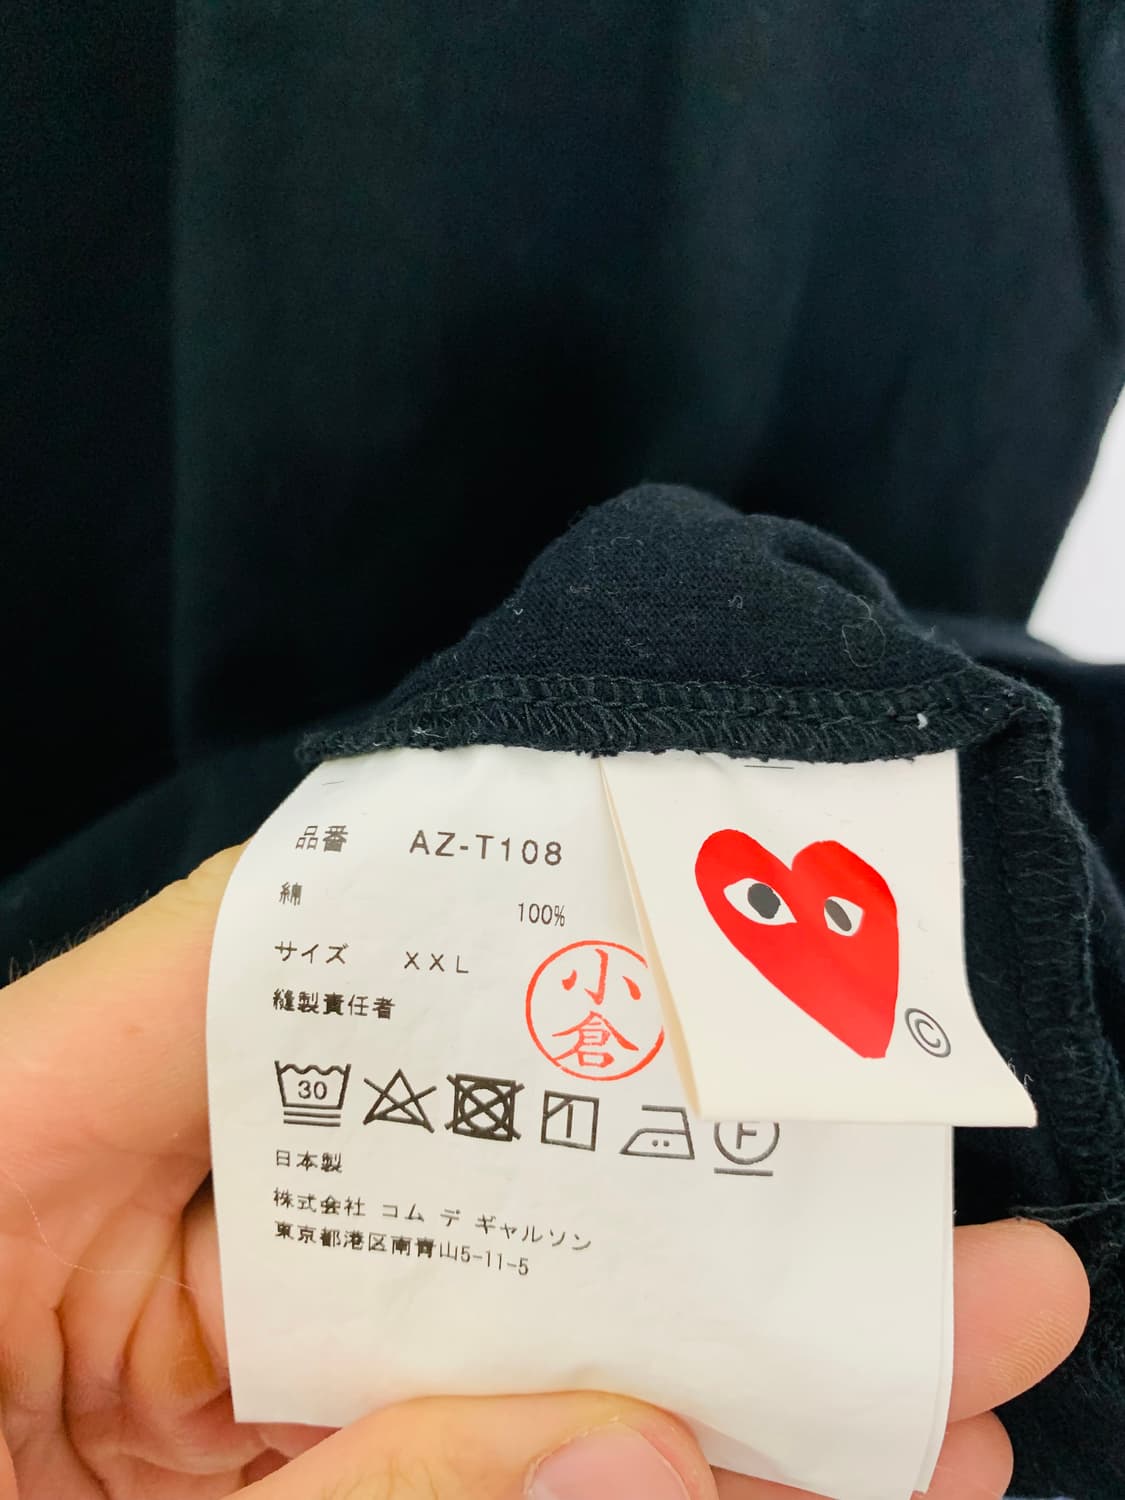 品番 AZ-T108
綿 100%
サイズ XXL
縫製責任者
小倉
30
F
日本製
株式会社 コム デ ギャルソン
東京都港区南青山5-11-5
©